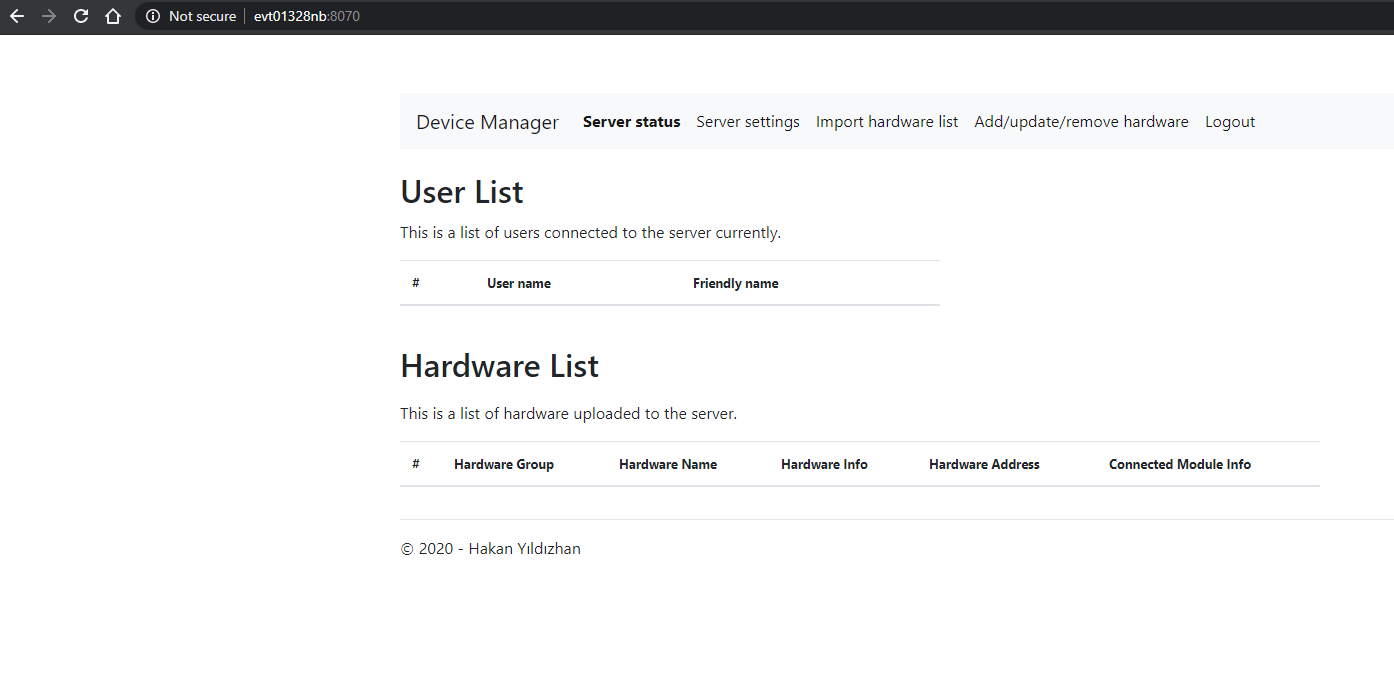 Not secure evt01328nb:8070
Device Manager Server status Server settings Import hardware list Add/update/remove hardware Logout
User List
This is a list of users connected to the server currently.
# User name Friendly name
Hardware List
This is a list of hardware uploaded to the server.
# Hardware Group Hardware Name Hardware Info Hardware Address Connected Module Info
© 2020 - Hakan Yıldızhan